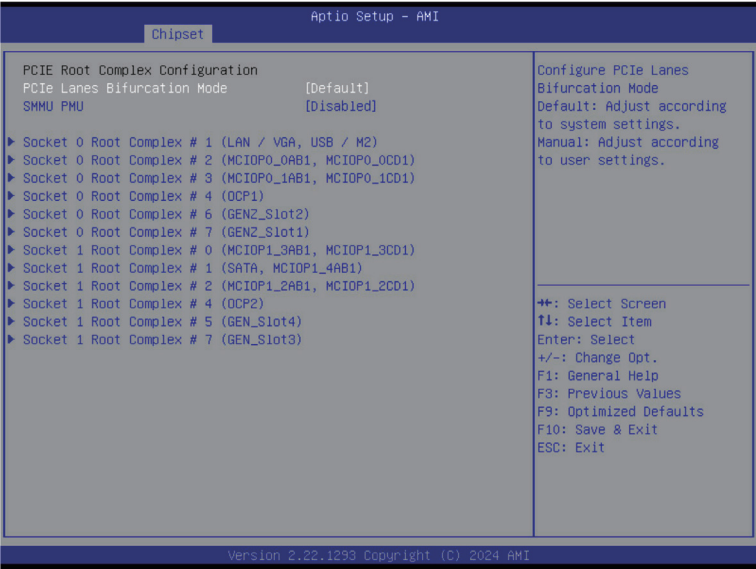 Aptio Setup – AMI
Chipset
PCIE Root Complex Configuration
PCIe Lanes Bifurcation Mode [Default]
SMMU PMU [Disabled]
Socket 0 Root Complex # 1 (LAN / VGA, USB / M2)
Socket 0 Root Complex # 2 (MCIOP0_0AB1, MCIOP0_0CD1)
Socket 0 Root Complex # 3 (MCIOP0_1AB1, MCIOP0_1CD1)
Socket 0 Root Complex # 4 (OCP1)
Socket 0 Root Complex # 6 (GENZ_Slot2)
Socket 0 Root Complex # 7 (GENZ_Slot1)
Socket 1 Root Complex # 0 (MCIOP1_3AB1, MCIOP1_3CD1)
Socket 1 Root Complex # 1 (SATA, MCIOP1_4AB1)
Socket 1 Root Complex # 2 (MCIOP1_2AB1, MCIOP1_2CD1)
Socket 1 Root Complex # 4 (OCP2)
Socket 1 Root Complex # 5 (GEN_Slot4)
Socket 1 Root Complex # 7 (GEN_Slot3)
Configure PCIe Lanes
Bifurcation Mode
Default: Adjust according
to system settings.
Manual: Adjust according
to user settings.
→←: Select Screen
↑↓: Select Item
Enter: Select
+/-: Change Opt.
F1: General Help
F3: Previous Values
F9: Optimized Defaults
F10: Save & Exit
ESC: Exit
Version 2.22.1293 Copyright (C) 2024 AMI